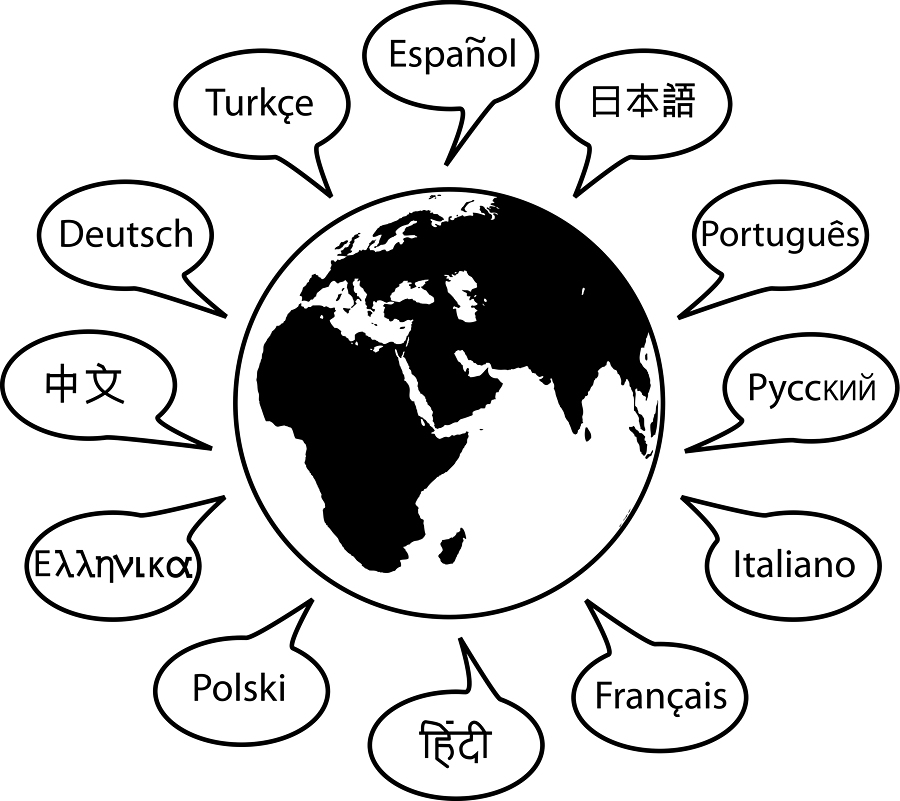 Español
Turkçe
日本語
Deutsch
Português
中文
Русский
Ελληνικα
Italiano
Polski
Français
हिंदी